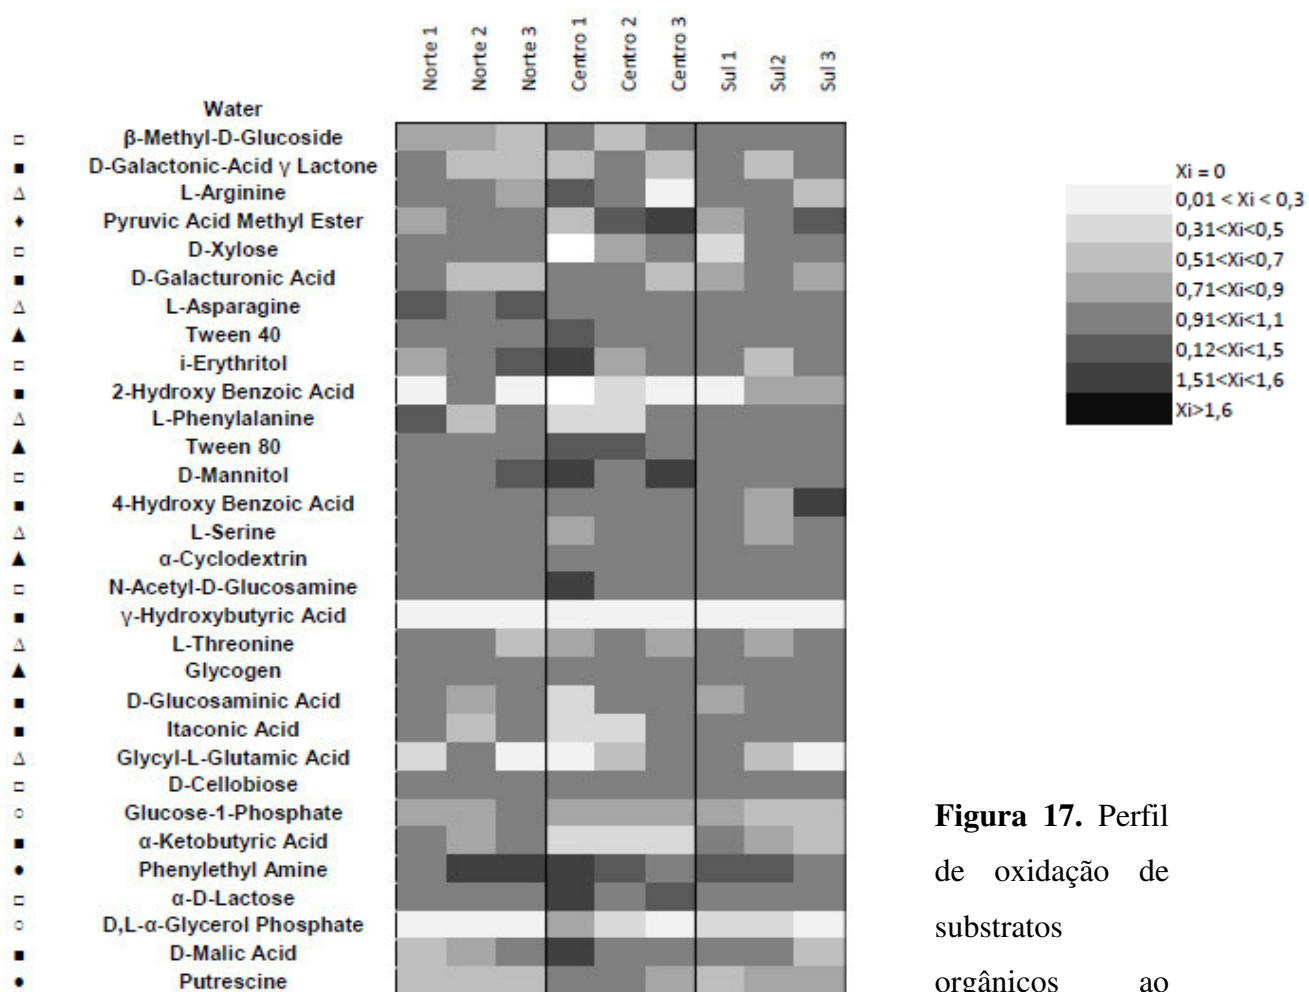 Norte 1
Norte 2
Norte 3
Centro 1
Centro 2
Centro 3
Sul 1
Sul2
Sul 3
Water
β-Methyl-D-Glucoside
D-Galactonic-Acid γ Lactone
L-Arginine
Pyruvic Acid Methyl Ester
D-Xylose
D-Galacturonic Acid
L-Asparagine
Tween 40
i-Erythritol
2-Hydroxy Benzoic Acid
L-Phenylalanine
Tween 80
D-Mannitol
4-Hydroxy Benzoic Acid
L-Serine
α-Cyclodextrin
N-Acetyl-D-Glucosamine
γ-Hydroxybutyric Acid
L-Threonine
Glycogen
D-Glucosaminic Acid
Itaconic Acid
Glycyl-L-Glutamic Acid
D-Cellobiose
Glucose-1-Phosphate
α-Ketobutyric Acid
Phenylethyl Amine
α-D-Lactose
D,L-α-Glycerol Phosphate
D-Malic Acid
Putrescine
Xi = 0
0,01 < Xi < 0,3
0,31<Xi<0,5
0,51<Xi<0,7
0,71<Xi<0,9
0,91<Xi<1,1
0,12<Xi<1,5
1,51<Xi<1,6
Xi>1,6
Figura 17. Perfil
de oxidação de
substratos
orgânicos ao